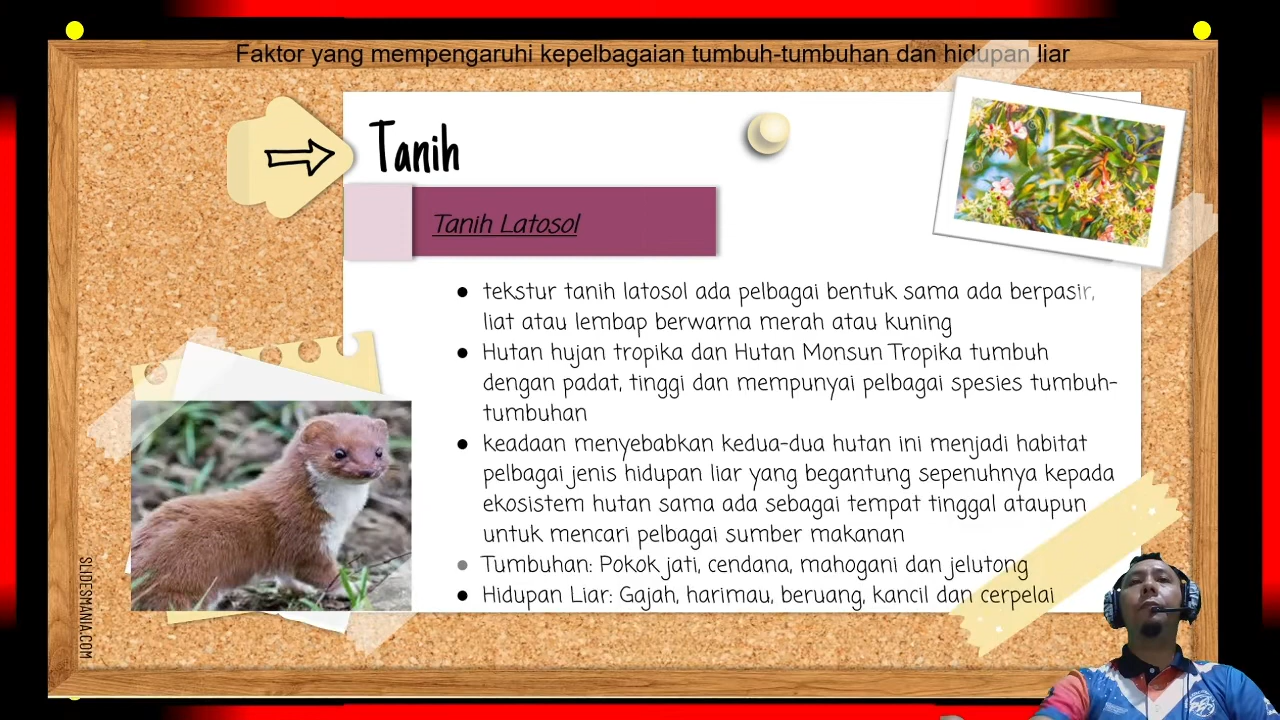 Faktor yang mempengaruhi kepelbagaian tumbuh-tumbuhan dan hidupan liar
Tanih
Tanih Latosol
● tekstur tanih latosol ada pelbagai bentuk sama ada berpasir,
liat atau lembap berwarna merah atau kuning
● Hutan hujan tropika dan Hutan Monsun Tropika tumbuh
dengan padat, tinggi dan mempunyai pelbagai spesies tumbuh-
tumbuhan
● keadaan menyebabkan kedua-dua hutan ini menjadi habitat
pelbagai jenis hidupan liar yang begantung sepenuhnya kepada
ekosistem hutan sama ada sebagai tempat tinggal ataupun
untuk mencari pelbagai sumber makanan
● Tumbuhan: Pokok jati, cendana, mahogani dan jelutong
● Hidupan Liar: Gajah, harimau, beruang, kancil dan cerpelai
SLIDESMANIA.COM